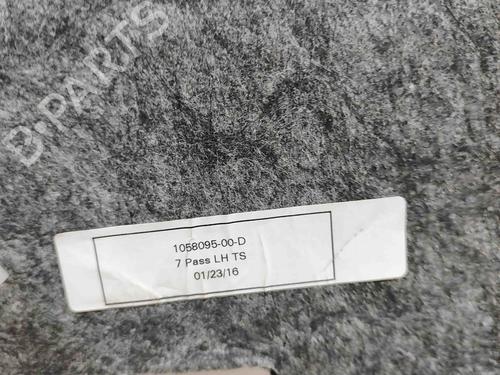 B-PARTS
1058095-00-D
7 Pass LH TS
01/23/16